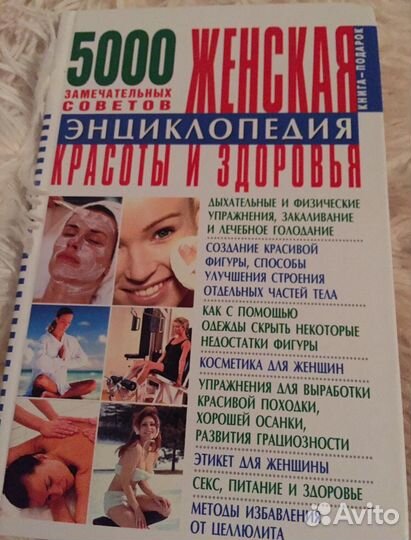 5000
ЗАМЕЧАТЕЛЬНЫХ
СОВЕТОВ
ЖЕНСКАЯ
КНИГА-ПОДАРОК
ЭНЦИКЛОПЕДИЯ
КРАСОТЫ И ЗДОРОВЬЯ
ДЫХАТЕЛЬНЫЕ И ФИЗИЧЕСКИЕ
УПРАЖНЕНИЯ, ЗАКАЛИВАНИЕ
И ЛЕЧЕБНОЕ ГОЛОДАНИЕ
СОЗДАНИЕ КРАСИВОЙ
ФИГУРЫ, СПОСОБЫ
УЛУЧШЕНИЯ СТРОЕНИЯ
ОТДЕЛЬНЫХ ЧАСТЕЙ ТЕЛА
КАК С ПОМОЩЬЮ
ОДЕЖДЫ СКРЫТЬ НЕКОТОРЫЕ
НЕДОСТАТКИ ФИГУРЫ
КОСМЕТИКА ДЛЯ ЖЕНЩИН
УПРАЖНЕНИЯ ДЛЯ ВЫРАБОТКИ
КРАСИВОЙ ПОХОДКИ,
ХОРОШЕЙ ОСАНКИ,
РАЗВИТИЯ ГРАЦИОЗНОСТИ
ЭТИКЕТ ДЛЯ ЖЕНЩИНЫ
СЕКС, ПИТАНИЕ И ЗДОРОВЬЕ
МЕТОДЫ ИЗБАВЛЕНИЯ
ОТ ЦЕЛЛЮЛИТА
Avito